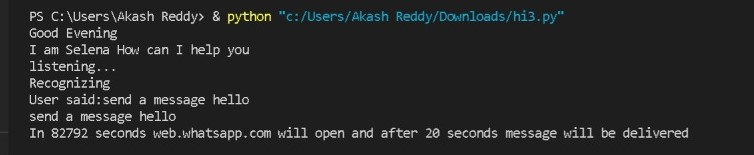 PS C:\Users\Akash Reddy> & python "c:/Users/Akash Reddy/Downloads/hi3.py"
Good Evening
I am Selena How can I help you
listening...
Recognizing
User said:send a message hello
send a message hello
In 82792 seconds web.whatsapp.com will open and after 20 seconds message will be delivered